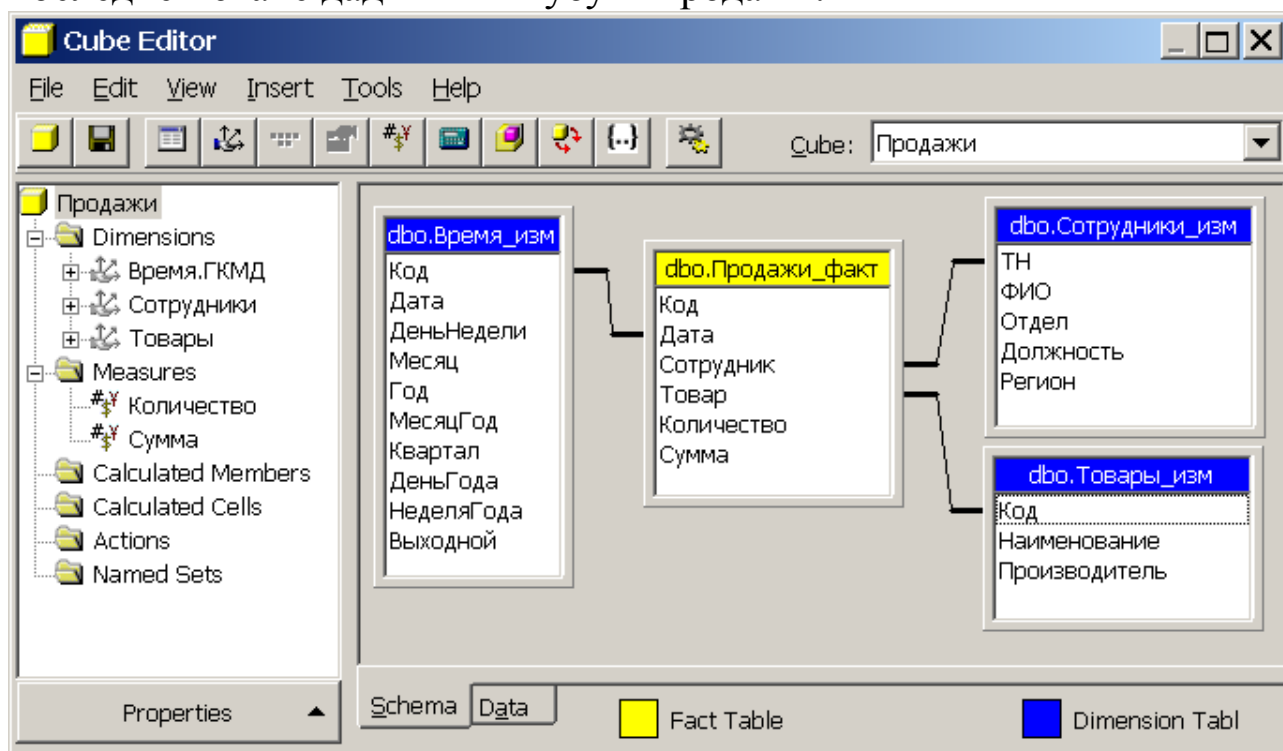 Cube Editor
File Edit View Insert Tools Help
Cube: Продажи
Продажи
Dimensions
Время.ГКМД
Сотрудники
Товары
Measures
Количество
Сумма
Calculated Members
Calculated Cells
Actions
Named Sets
Properties
dbo.Время_изм
Код
Дата
ДеньНедели
Месяц
Год
МесяцГод
Квартал
ДеньГода
НеделяГода
Выходной
dbo.Продажи_факт
Код
Дата
Сотрудник
Товар
Количество
Сумма
dbo.Сотрудники_изм
ТН
ФИО
Отдел
Должность
Регион
dbo.Товары_изм
Код
Наименование
Производитель
Schema Data
Fact Table
Dimension Tabl